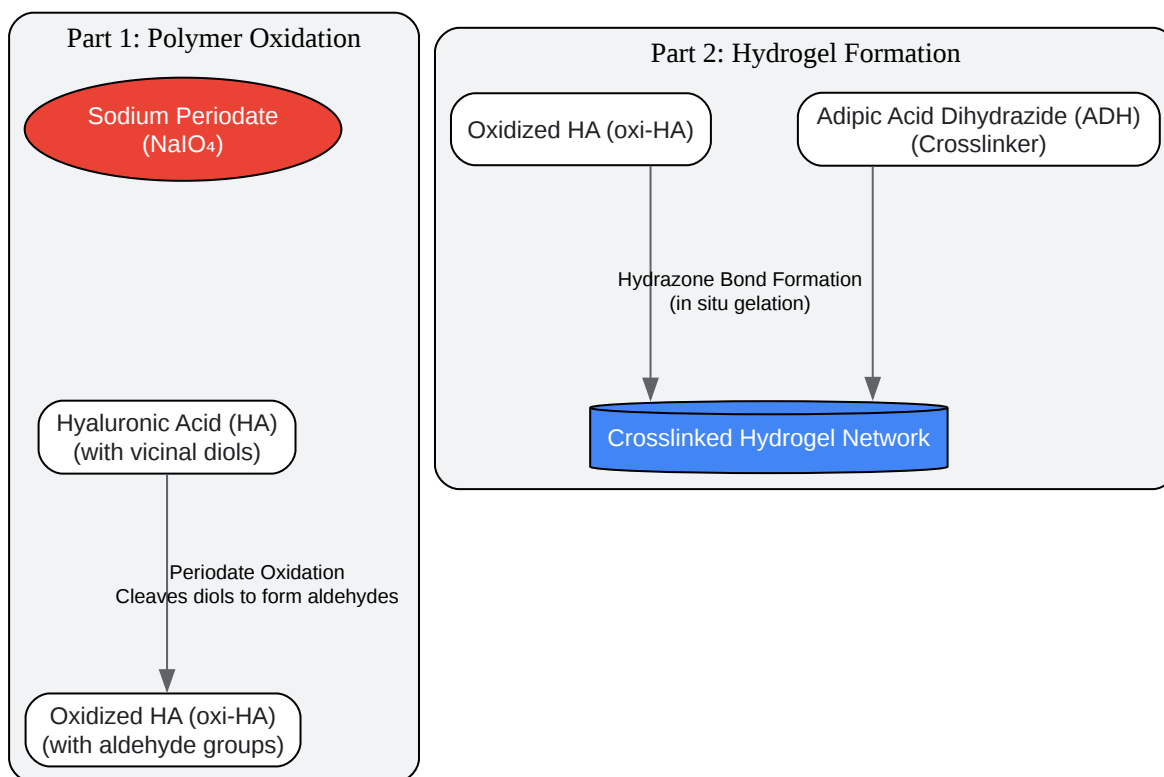 Part 1: Polymer Oxidation
Sodium Periodate
(NaIO₄)
Hyaluronic Acid (HA)
(with vicinal diols)
Periodate Oxidation
Cleaves diols to form aldehydes
Oxidized HA (oxi-HA)
(with aldehyde groups)
Part 2: Hydrogel Formation
Oxidized HA (oxi-HA)
Adipic Acid Dihydrazide (ADH)
(Crosslinker)
Hydrazone Bond Formation
(in situ gelation)
Crosslinked Hydrogel Network